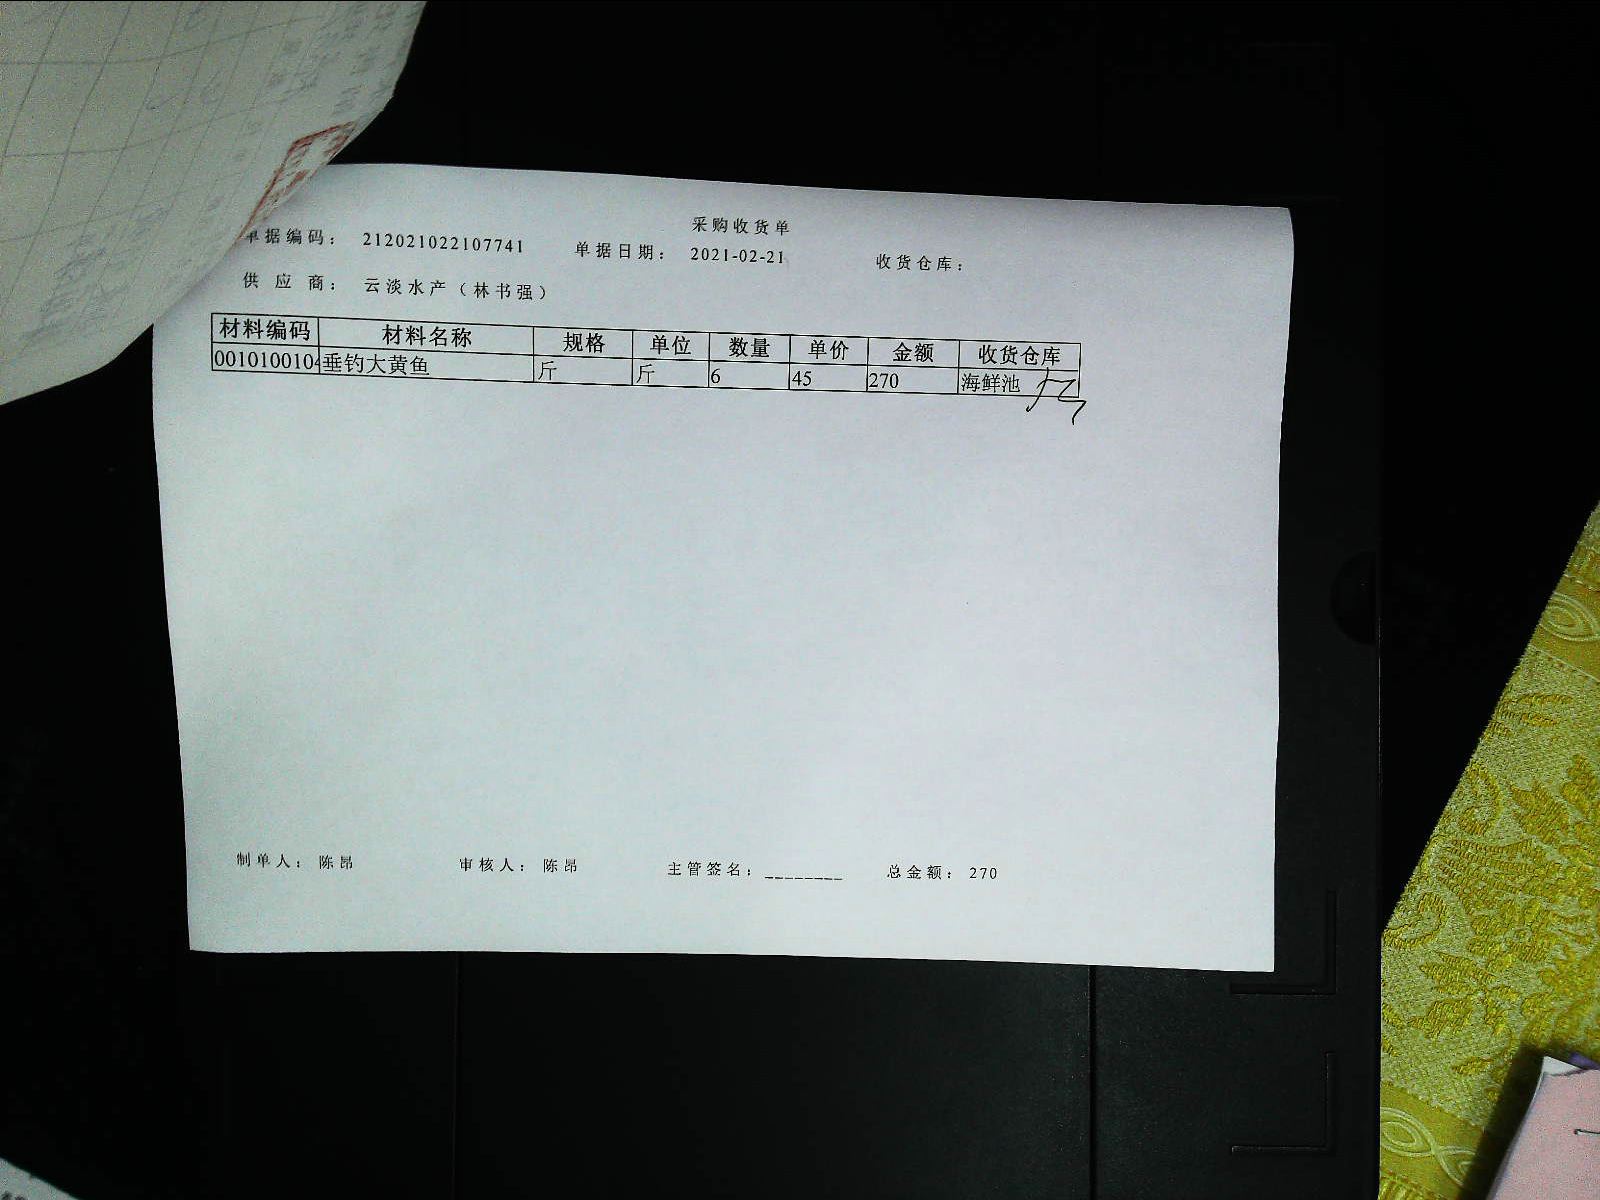 采购收货单
单据编码： 212021022107741 单据日期： 2021-02-21 收货仓库：
供应商： 云淡水产（林书强）
材料编码 材料名称 规格 单位 数量 单价 金额 收货仓库
0010100104 垂钓大黄鱼 斤 斤 6 45 270 海鲜池
制单人： 陈昂 审核人： 陈昂 主管签名：________ 总金额： 270